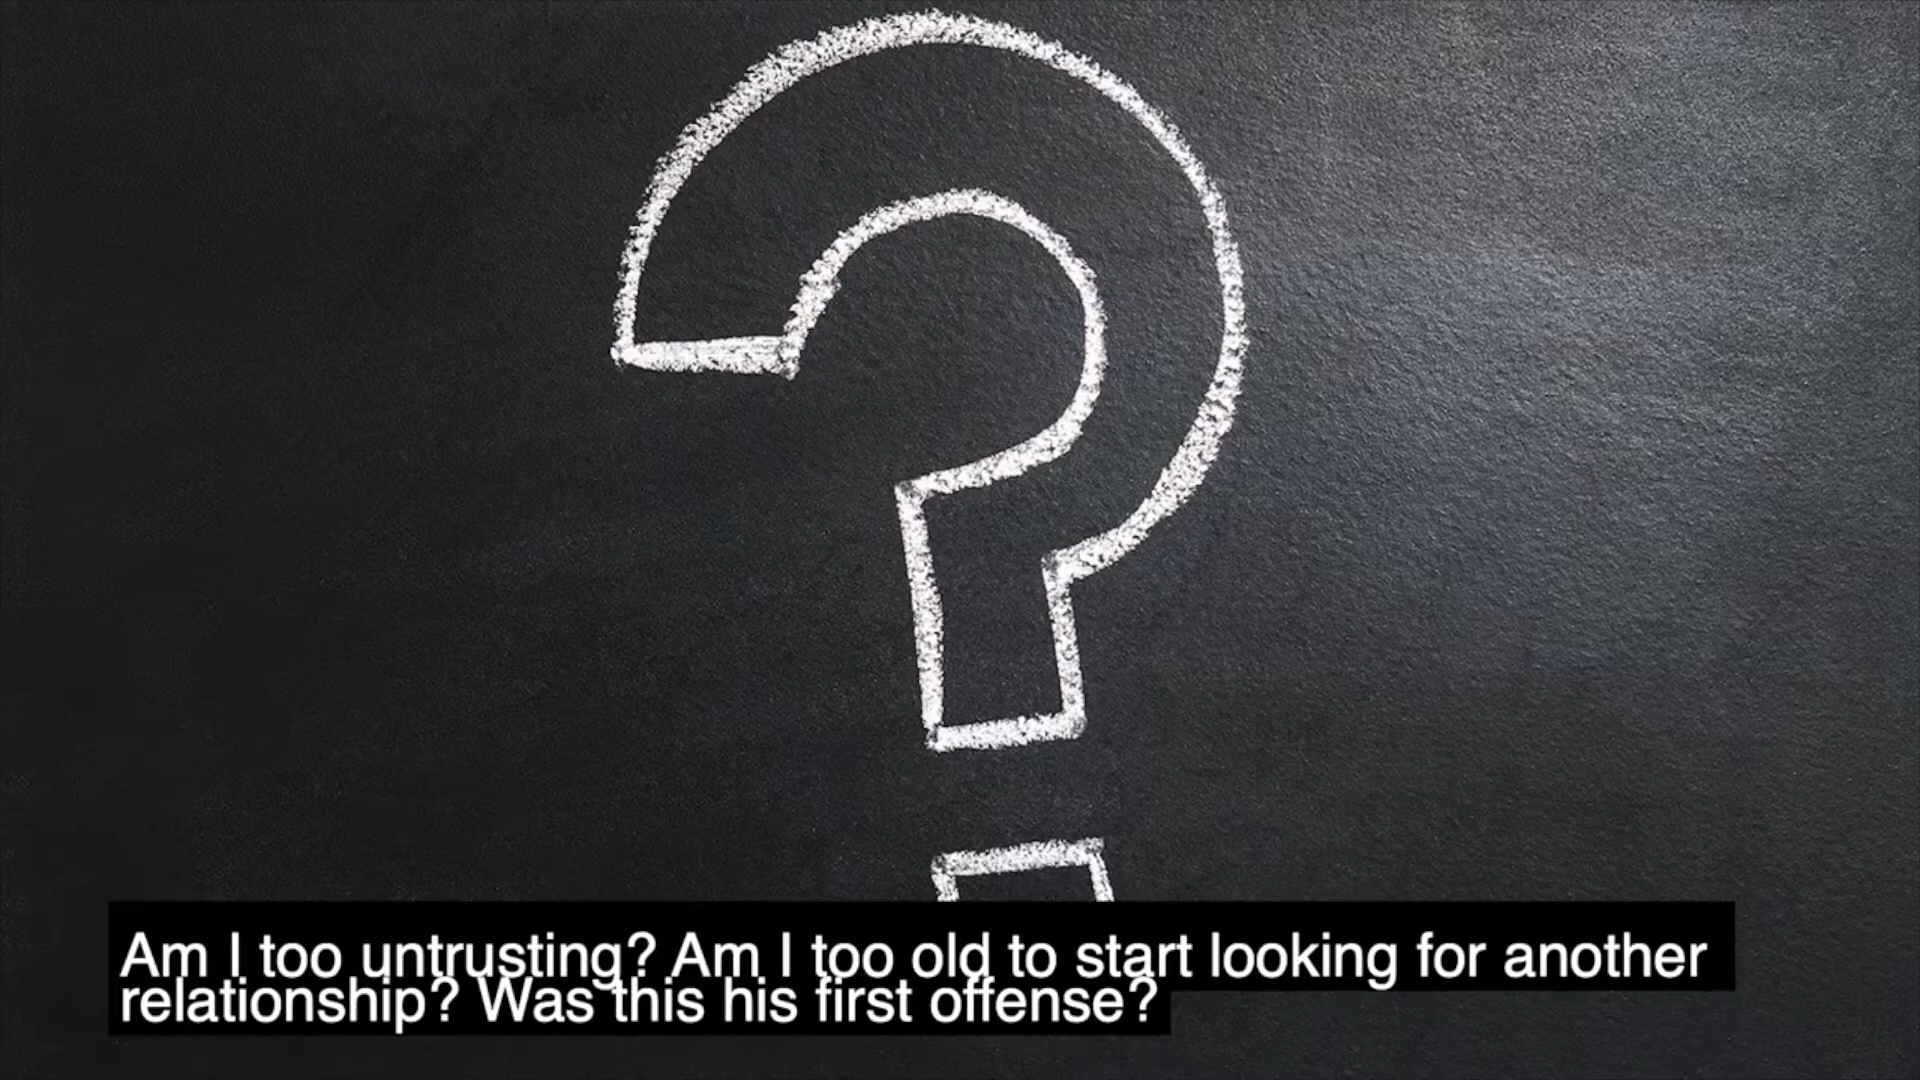 Am I too untrusting? Am I too old to start looking for another
relationship? Was this his first offense?